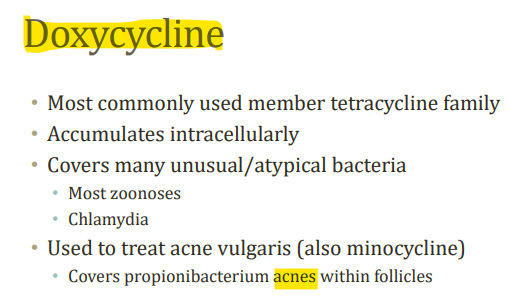 Doxycycline
• Most commonly used member tetracycline family
• Accumulates intracellularly
• Covers many unusual/atypical bacteria
• Most zoonoses
• Chlamydia
• Used to treat acne vulgaris (also minocycline)
• Covers propionibacterium acnes within follicles